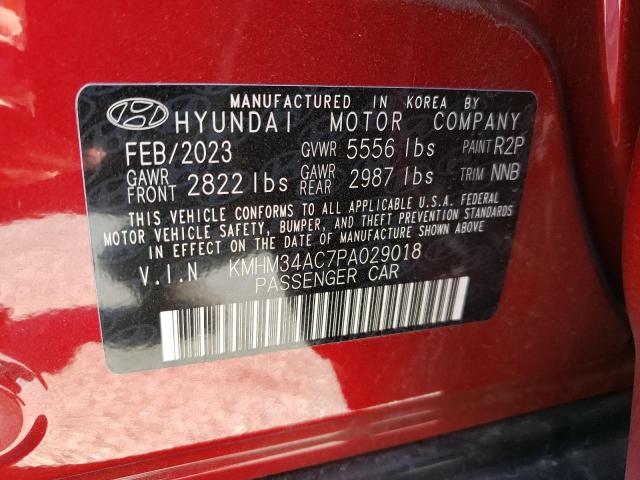 MANUFACTURED IN KOREA BY
HYUNDAI MOTOR COMPANY
FEB/2023 GVWR 5556 lbs PAINT R2P
GAWR FRONT 2822 lbs GAWR REAR 2987 lbs TRIM NNB
THIS VEHICLE CONFORMS TO ALL APPLICABLE U.S.A. FEDERAL
MOTOR VEHICLE SAFETY, BUMPER, AND THEFT PREVENTION STANDARDS
IN EFFECT ON THE DATE OF MANUFACTURE SHOWN ABOVE.
V.I.N KMHM34AC7PA029018
PASSENGER CAR